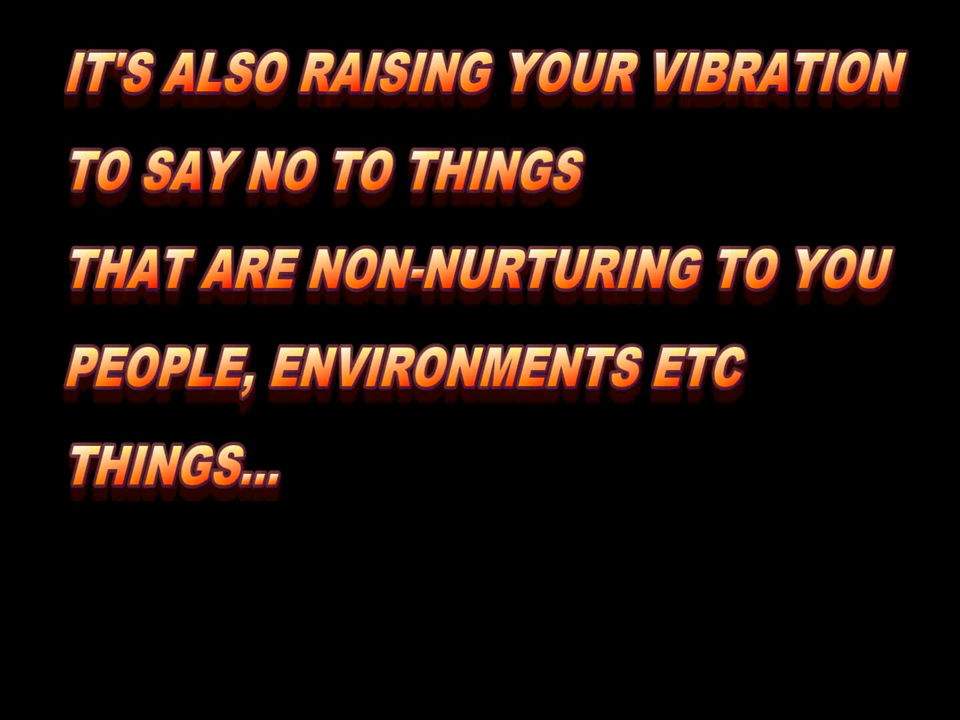 IT'S ALSO RAISING YOUR VIBRATION
TO SAY NO TO THINGS
THAT ARE NON-NURTURING TO YOU
PEOPLE, ENVIRONMENTS ETC
THINGS...